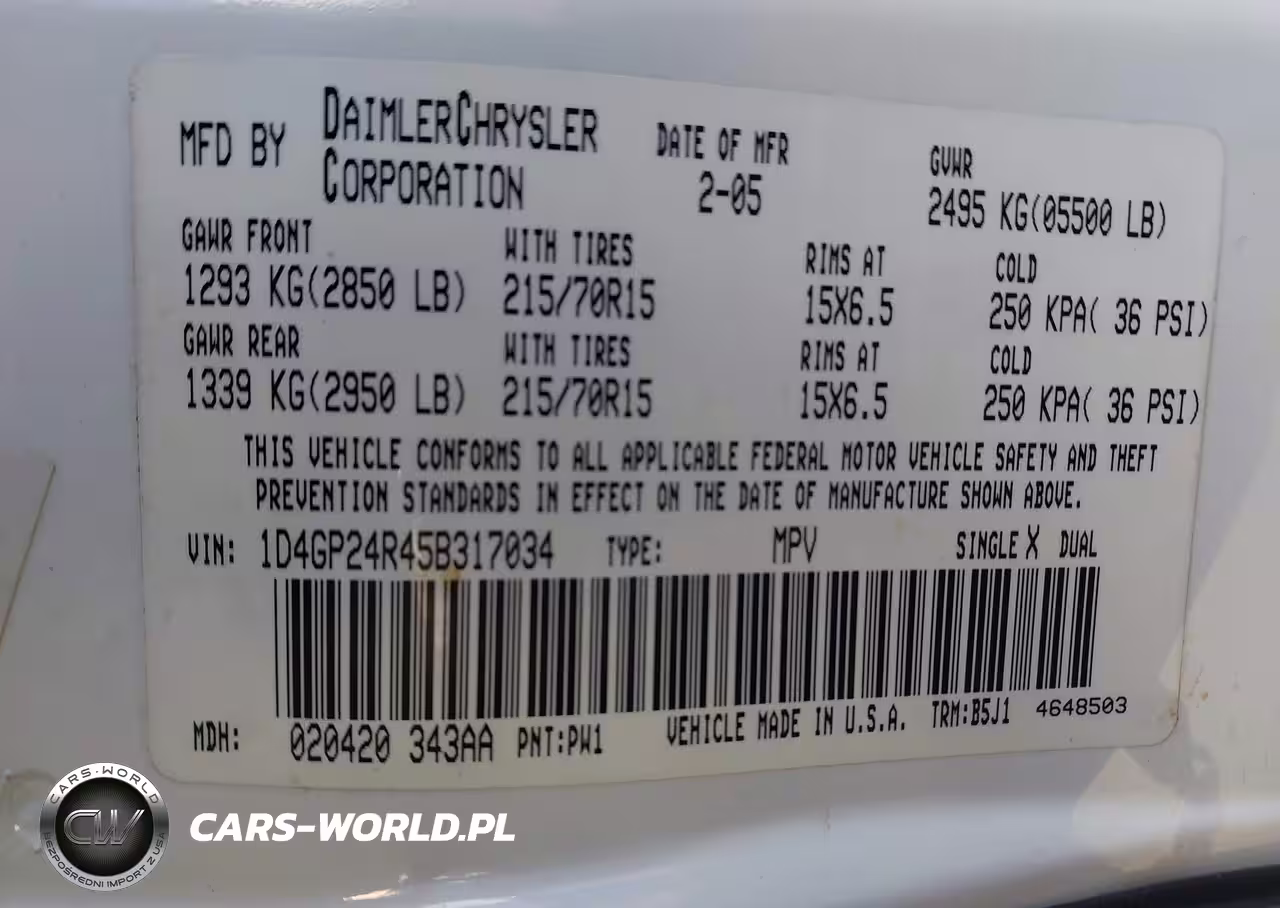 MFD BY DAIMLERCHRYSLER CORPORATION DATE OF MFR 2-05 GVWR 2495 KG(05500 LB)
GAWR FRONT WITH TIRES RIMS AT COLD
1293 KG(2850 LB) 215/70R15 15X6.5 250 KPA( 36 PSI)
GAWR REAR WITH TIRES RIMS AT COLD
1339 KG(2950 LB) 215/70R15 15X6.5 250 KPA( 36 PSI)
THIS VEHICLE CONFORMS TO ALL APPLICABLE FEDERAL MOTOR VEHICLE SAFETY AND THEFT
PREVENTION STANDARDS IN EFFECT ON THE DATE OF MANUFACTURE SHOWN ABOVE.
VIN: 1D4GP24R45B317034 TYPE: MPV SINGLE X DUAL
MDH: 020420 343AA PNT:PW1 VEHICLE MADE IN U.S.A. TRM:B5J1 4648503
CARS-WORLD
CW
BEZPOŚREDNI IMPORT Z USA
CARS-WORLD.PL